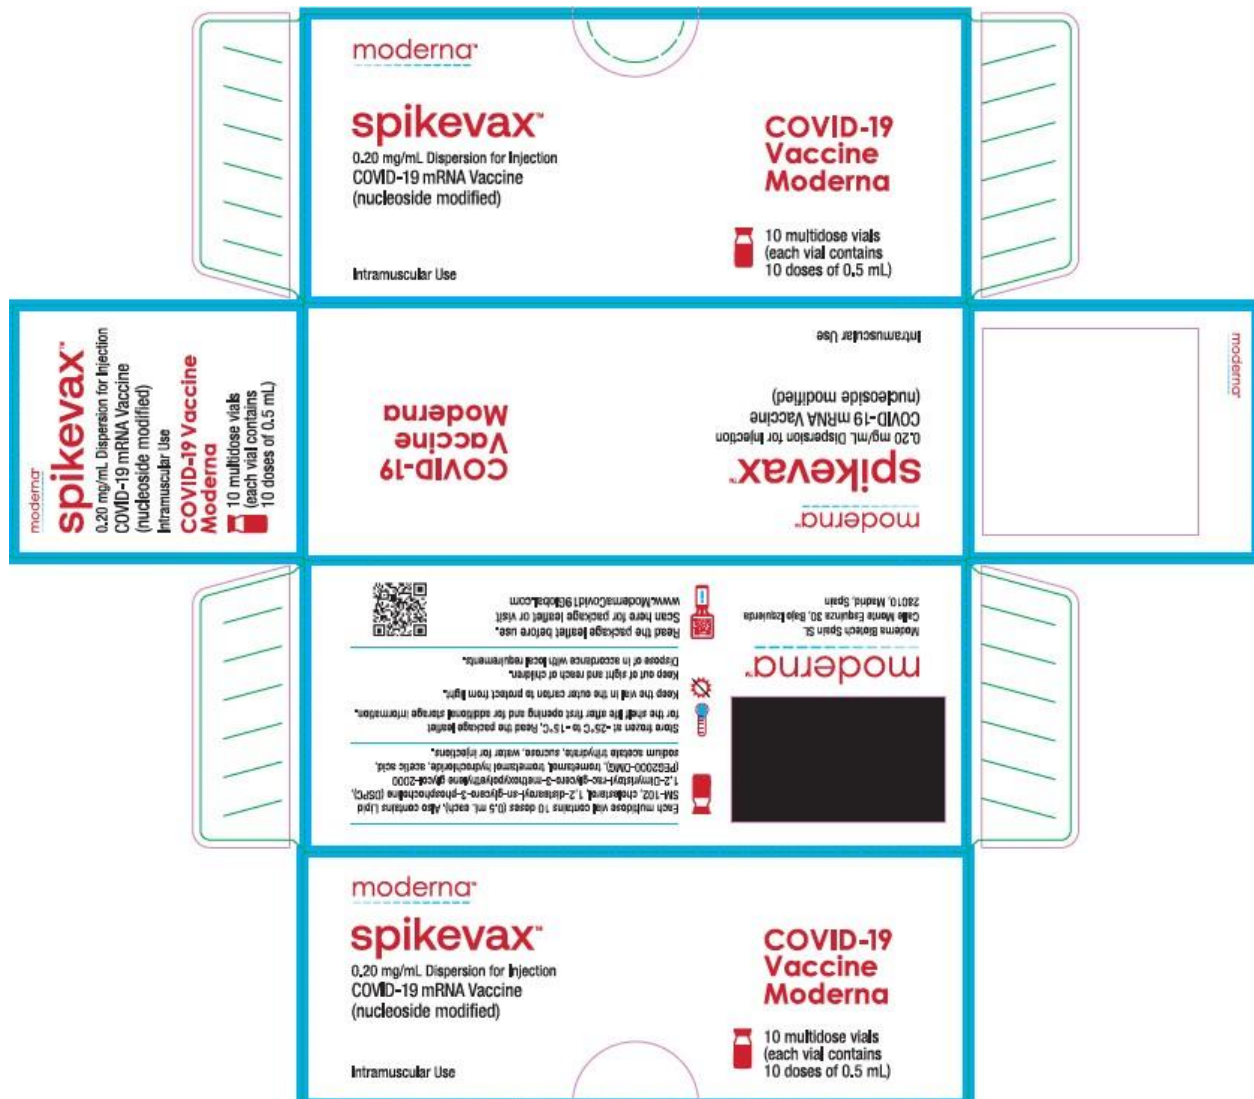 moderna™
spikevax™
0.20 mg/mL Dispersion for Injection
COVID-19 mRNA Vaccine
(nucleoside modified)
Intramuscular Use
COVID-19
Vaccine
Moderna
10 multidose vials
(each vial contains
10 doses of 0.5 mL)
moderna™
spikevax™
0.20 mg/mL Dispersion for Injection
COVID-19 mRNA Vaccine
(nucleoside modified)
Intramuscular Use
COVID-19 Vaccine
Moderna
10 multidose vials
(each vial contains
10 doses of 0.5 mL)
moderna™
spikevax™
0.20 mg/mL Dispersion for Injection
COVID-19 mRNA Vaccine
(nucleoside modified)
Intramuscular Use
COVID-19
Vaccine
Moderna
moderna™
moderna™
Moderna Biotech Spain SL
Calle Monte Esquinza 30, Bajo Izquierda
28010, Madrid, Spain
Each multidose vial contains 10 doses (0.5 mL each). Also contains Lipid
SM-102, cholesterol, 1,2-distearoyl-sn-glycero-3-phosphocholine (DSPC),
1,2-Dimyristoyl-rac-glycero-3-methoxypolyethylene glycol-2000
(PEG2000-DMG), trometamol, trometamol hydrochloride, acetic acid,
sodium acetate trihydrate, sucrose, water for injections.
Store frozen at -25°C to -15°C, Read the package leaflet
for the shelf life after first opening and for additional storage information.
Keep the vial in the outer carton to protect from light.
Keep out of sight and reach of children.
Dispose of in accordance with local requirements.
Read the package leaflet before use.
Scan here for package leaflet or visit
www.ModernaCovid19Global.com
moderna™
spikevax™
0.20 mg/mL Dispersion for Injection
COVID-19 mRNA Vaccine
(nucleoside modified)
Intramuscular Use
COVID-19
Vaccine
Moderna
10 multidose vials
(each vial contains
10 doses of 0.5 mL)